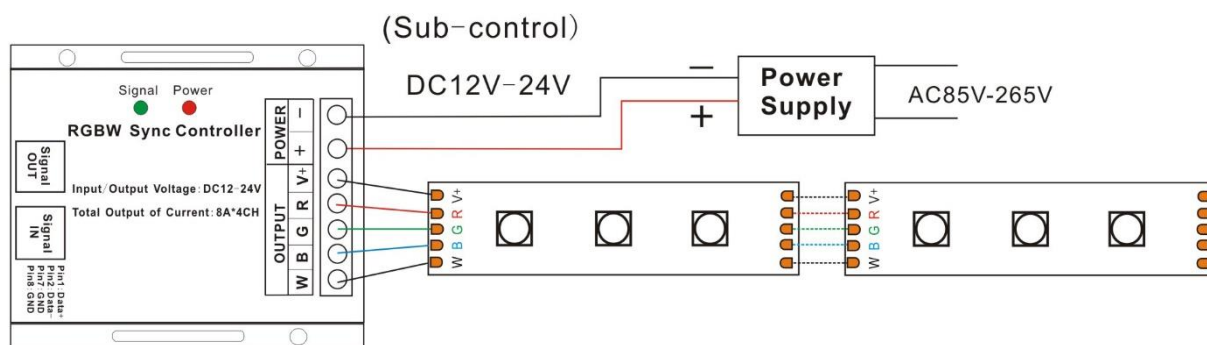 (Sub-control)
DC12V-24V
Power
Supply
AC85V-265V
−
+
Signal Power
RGBW Sync Controller
Signal
OUT
Input/Output Voltage:DC12-24V
Total Output of Current:8A*4CH
Signal
IN
Pin1:Data+
Pin2:Data-
Pin7:GND
Pin8:GND
POWER
−
+
OUTPUT
V+
R
G
B
W
V+
R
G
B
W
V+
R
G
B
W